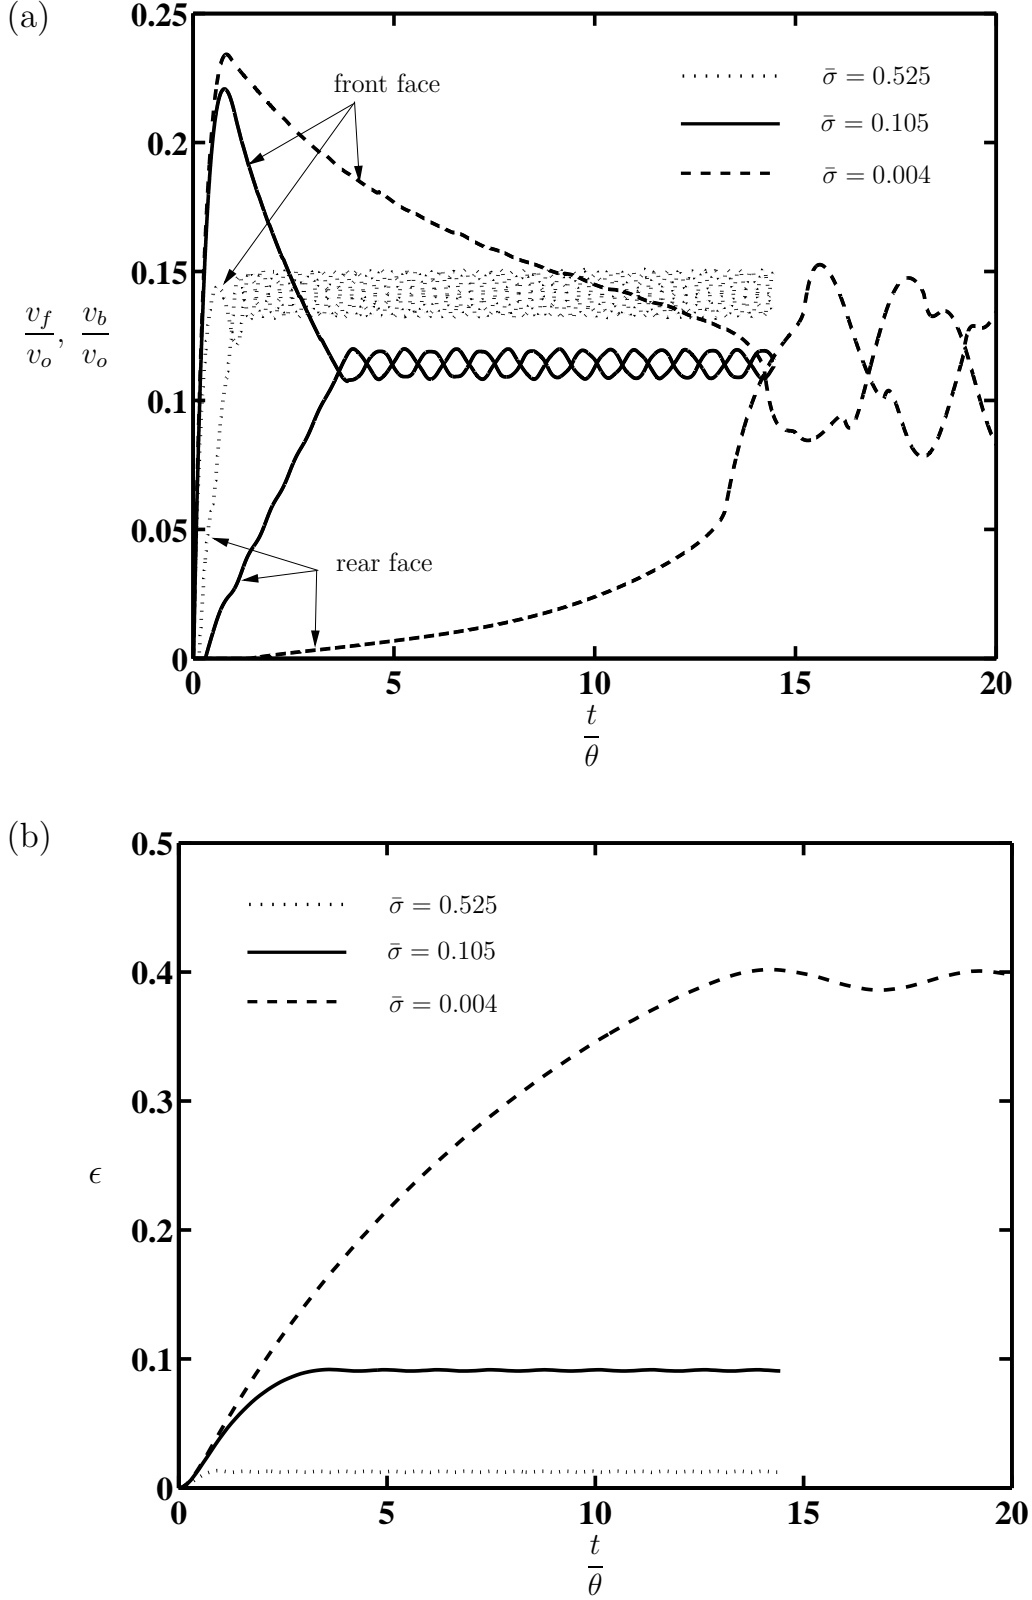 (a)
0.25
0.2
0.15
0.1
0.05
0
v_f/v_o, v_b/v_o
front face
rear face
σ̄ = 0.525
σ̄ = 0.105
σ̄ = 0.004
0 5 10 15 20
t/θ
(b)
0.5
0.4
0.3
0.2
0.1
0
ϵ
σ̄ = 0.525
σ̄ = 0.105
σ̄ = 0.004
0 5 10 15 20
t/θ